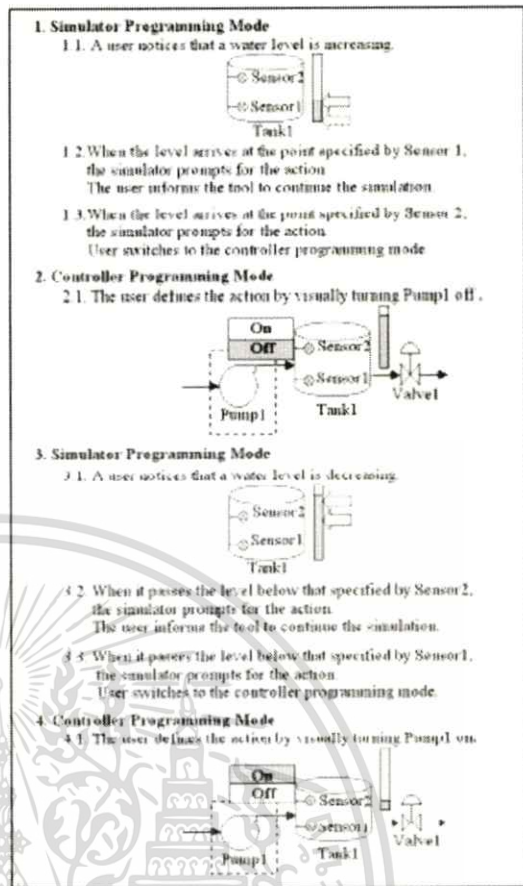 1. Simulator Programming Mode
1.1. A user notices that a water level is increasing.
Sensor2
Sensor1
Tank1
1.2. When the level arrives at the point specified by Sensor 1,
the simulator prompts for the action
The user informs the tool to continue the simulation
1.3. When the level arrives at the point specified by Sensor 2,
the simulator prompts for the action
User switches to the controller programming mode
2. Controller Programming Mode
2.1. The user defines the action by visually turning Pump1 off .
On
Off
Sensor2
Sensor1
Valve1
Pump1
Tank1
3. Simulator Programming Mode
3.1. A user notices that a water level is decreasing.
Sensor2
Sensor1
Tank1
3.2. When it passes the level below that specified by Sensor2,
the simulator prompts for the action
The user informs the tool to continue the simulation.
3.3. When it passes the level below that specified by Sensor1,
the simulator prompts for the action.
User switches to the controller programming mode.
4. Controller Programming Mode
4.1. The user defines the action by visually turning Pump1 on.
On
Off
Sensor2
Sensor1
Valve1
Pump1
Tank1